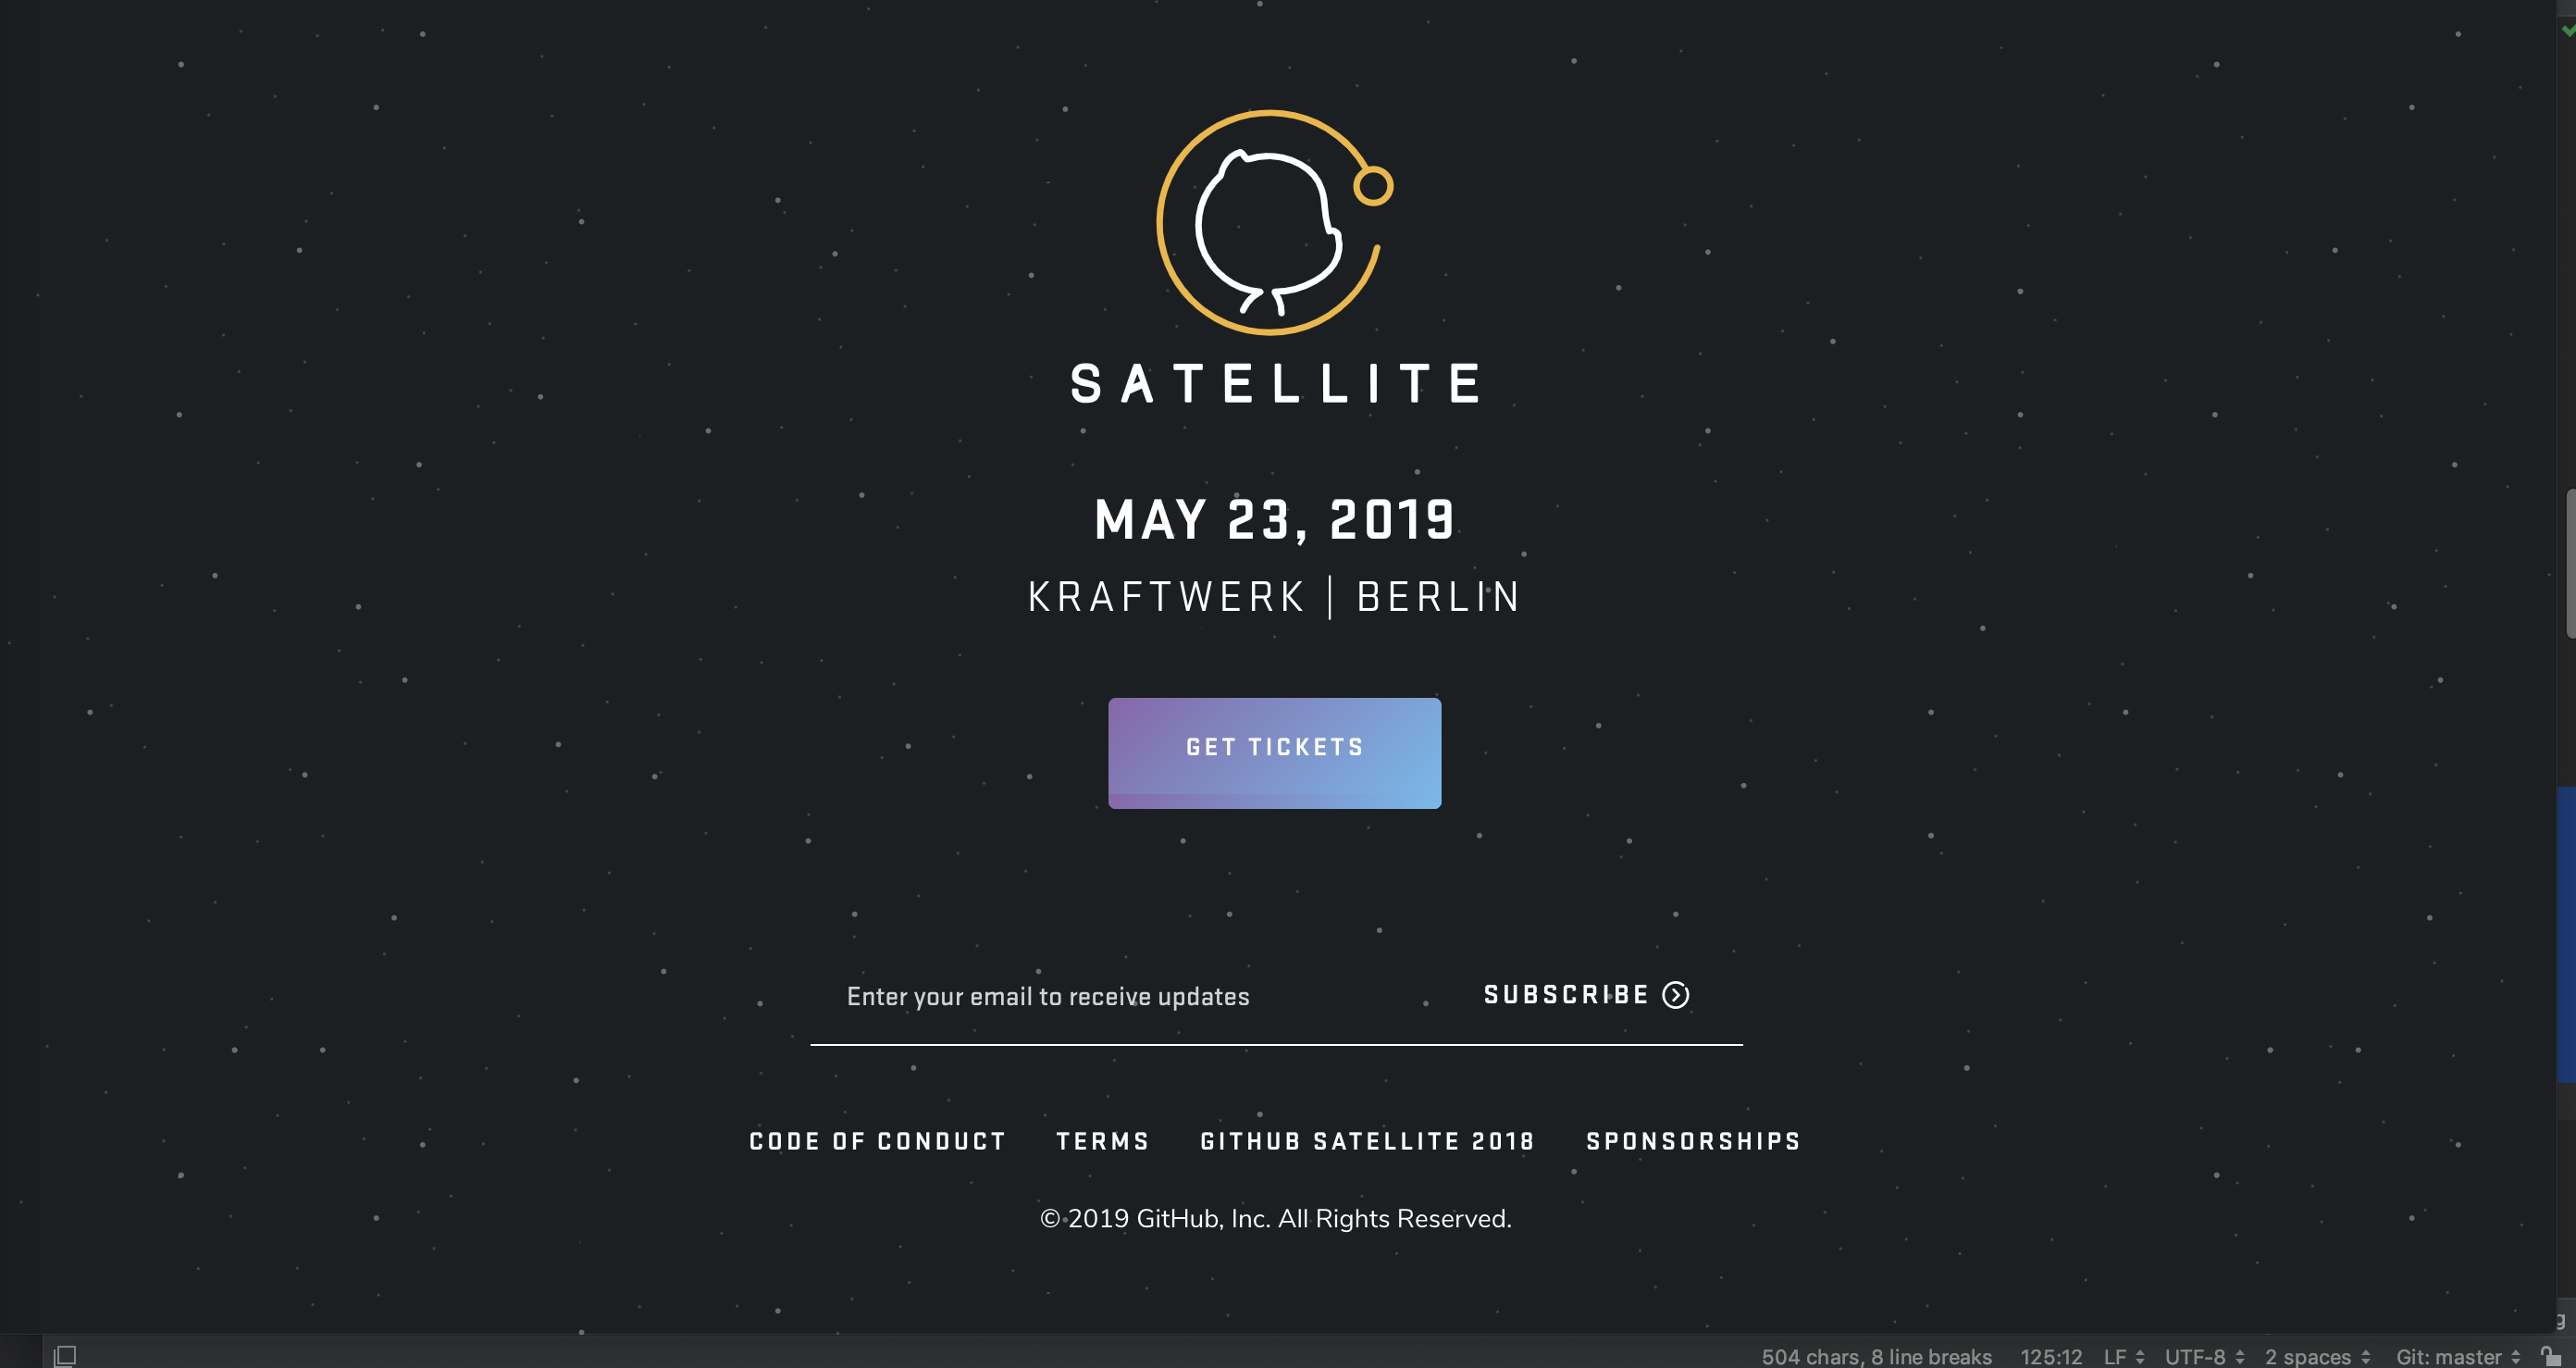 SATELLITE
MAY 23, 2019
KRAFTWERK | BERLIN
GET TICKETS
Enter your email to receive updates SUBSCRIBE
CODE OF CONDUCT TERMS GITHUB SATELLITE 2018 SPONSORSHIPS
© 2019 GitHub, Inc. All Rights Reserved.
g
504 chars, 8 line breaks 125:12 LF UTF-8 2 spaces Git: master